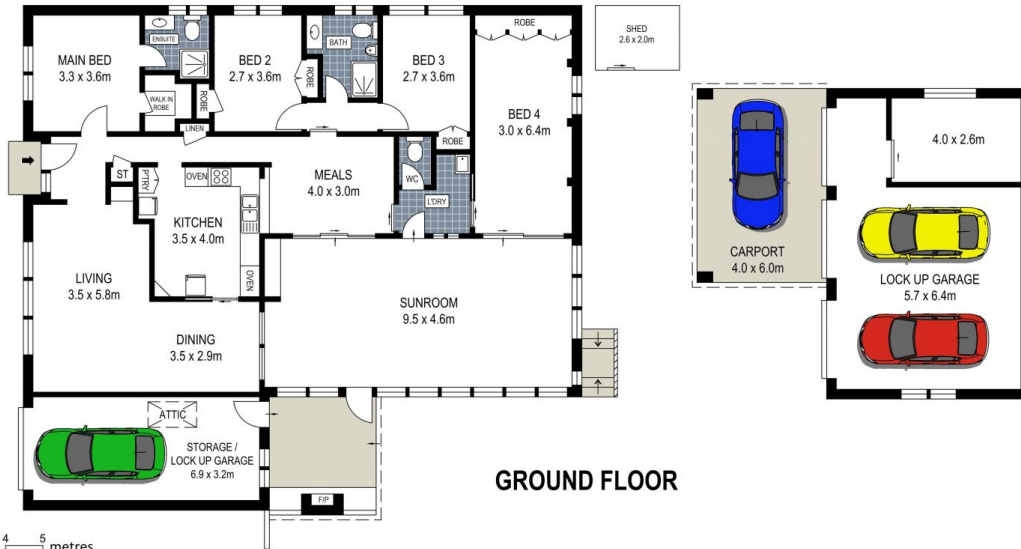 ROBE
SHED
2.6 x 2.0m
MAIN BED
3.3 x 3.6m
ENSUITE
BED 2
2.7 x 3.6m
BATH
BED 3
2.7 x 3.6m
ROBE
WALK IN
ROBE
ROBE
BED 4
3.0 x 6.4m
LINEN
ROBE
ST
PTRY
OVEN
MEALS
4.0 x 3.0m
WC
L'DRY
KITCHEN
3.5 x 4.0m
OVEN
LIVING
3.5 x 5.8m
SUNROOM
9.5 x 4.6m
DINING
3.5 x 2.9m
4.0 x 2.6m
CARPORT
4.0 x 6.0m
LOCK UP GARAGE
5.7 x 6.4m
ATTIC
STORAGE /
LOCK UP GARAGE
6.9 x 3.2m
F/P
GROUND FLOOR
4 5 metres